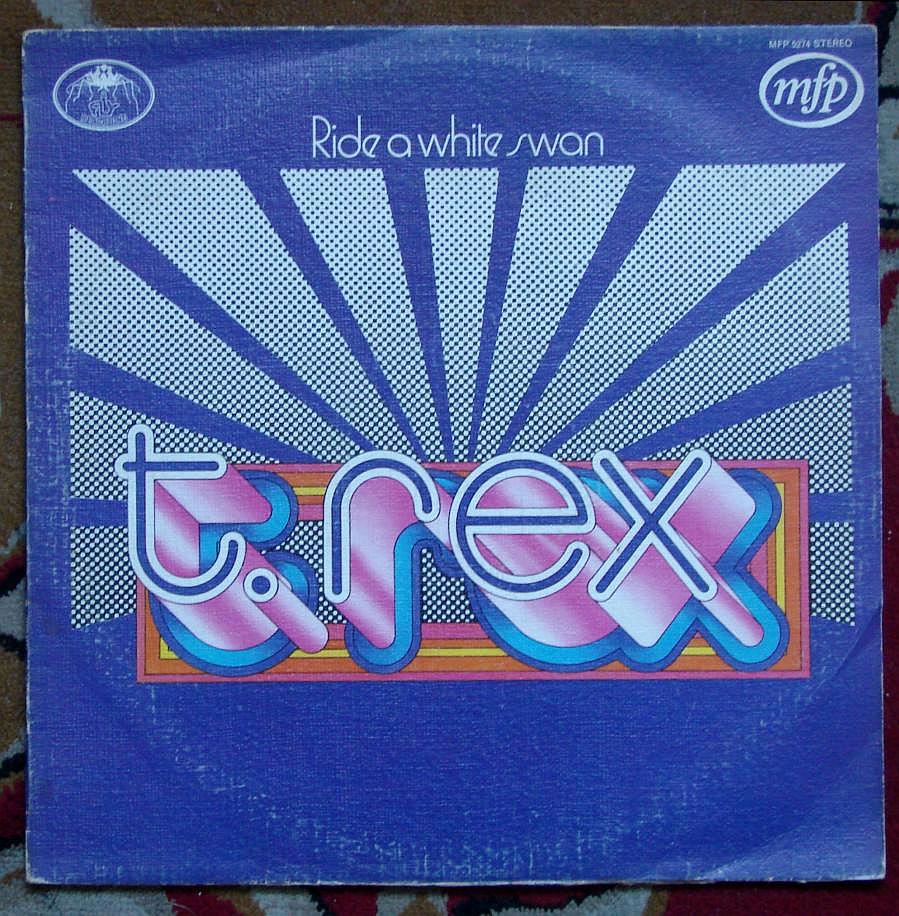 MFP 5274 STEREO
mfp
Ride a white swan
t.rex